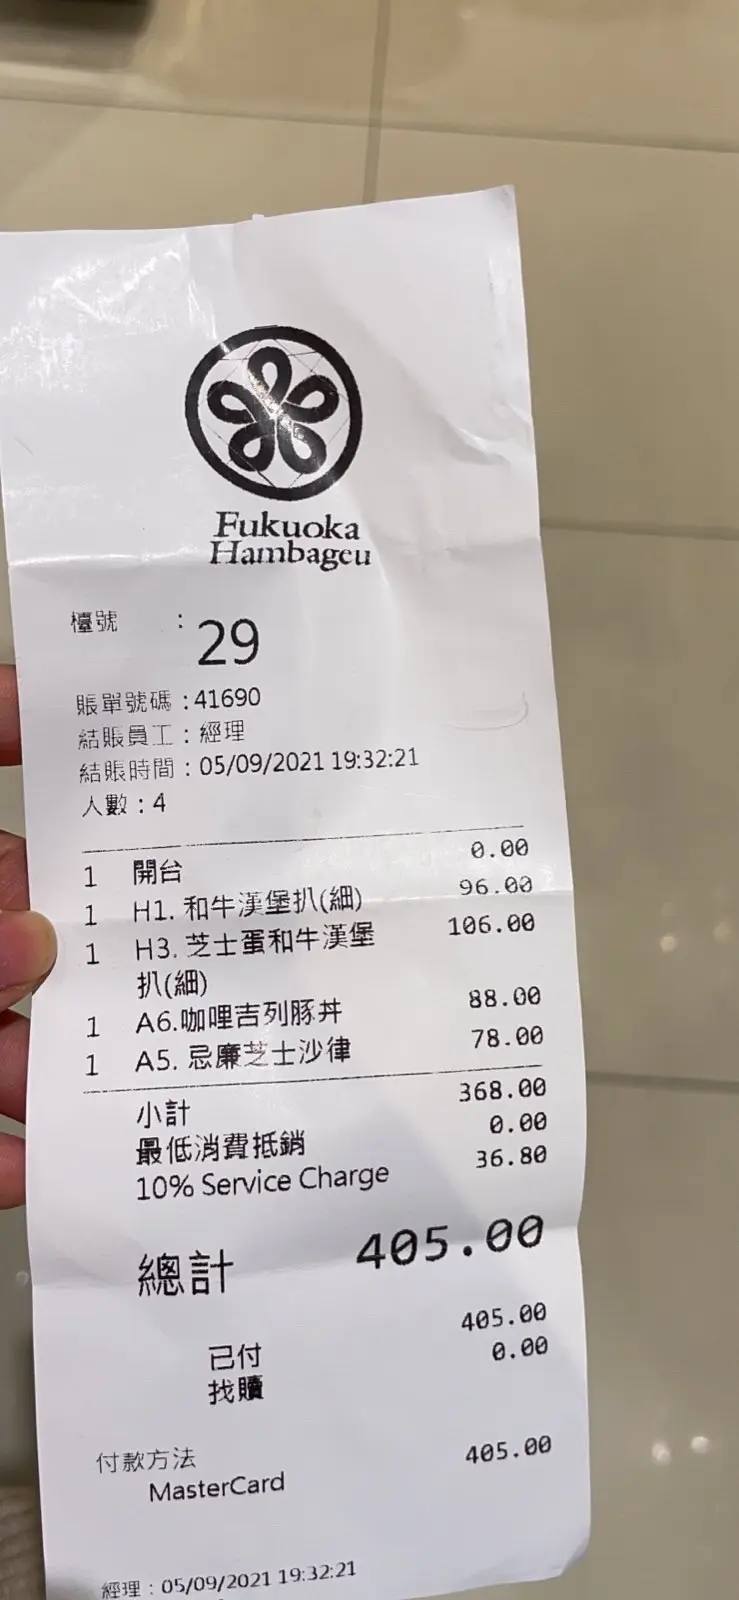 Fukuoka
Hambageu
檯號 : 29
賬單號碼 : 41690
結賬員工 : 經理
結賬時間 : 05/09/2021 19:32:21
人數 : 4
1 開台 0.00
1 H1. 和牛漢堡扒(細) 96.00
1 H3. 芝士蛋和牛漢堡 106.00
扒(細)
1 A6.咖哩吉列豚丼 88.00
1 A5. 忌廉芝士沙律 78.00
小計 368.00
最低消費抵銷 0.00
10% Service Charge 36.80
總計 405.00
已付 405.00
找贖 0.00
付款方法 405.00
MasterCard
經理 : 05/09/2021 19:32:21